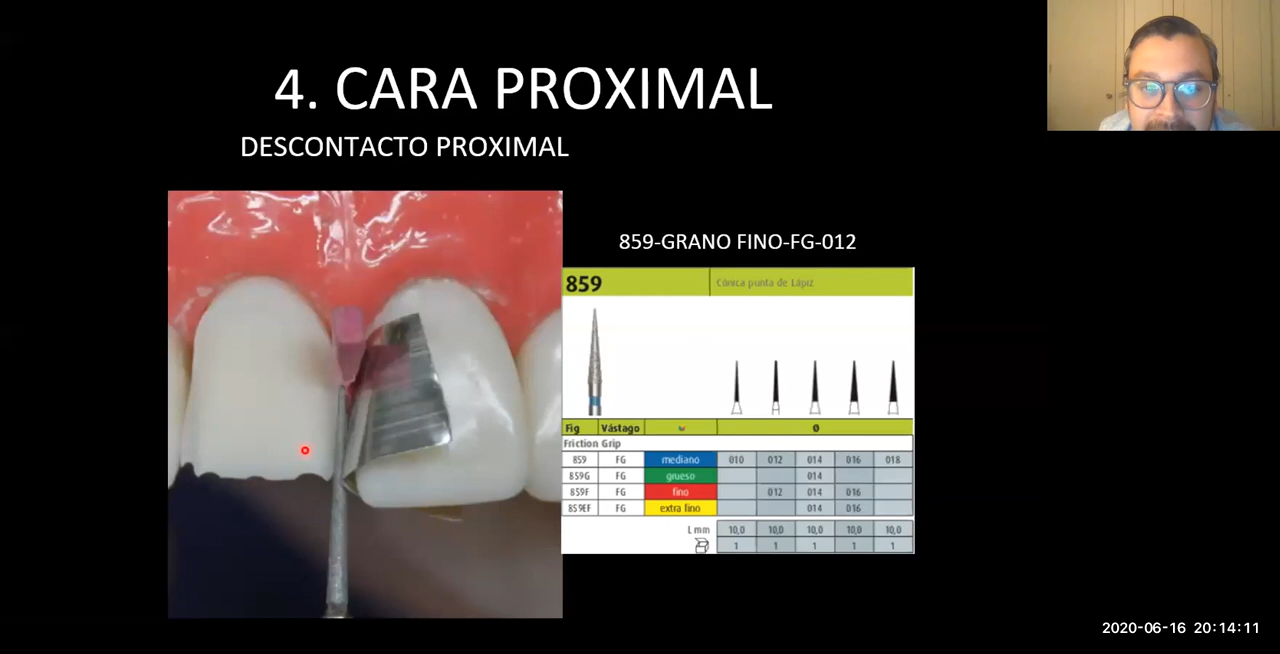 4. CARA PROXIMAL
DESCONTACTO PROXIMAL
859-GRANO FINO-FG-012
859 Cónica punta de Lápiz
Fig Vástago Ø
Friction Grip
859 FG mediano 010 012 014 016 018
859G FG grueso 014
859F FG fino 012 014 016
859EF FG extra fino 014 016
L mm 10,0 10,0 10,0 10,0 10,0
1 1 1 1 1
2020-06-16 20:14:11